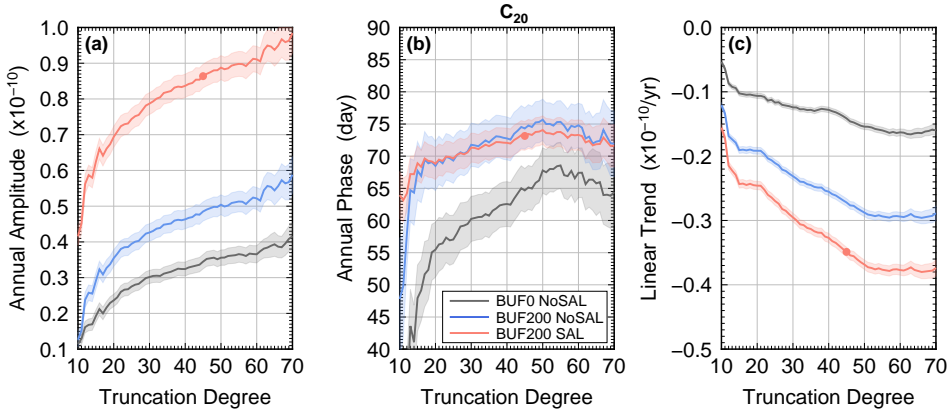 C20
(a)
Annual Amplitude (x10−10)
1.0
0.9
0.8
0.7
0.6
0.5
0.4
0.3
0.2
0.1
10 20 30 40 50 60 70
Truncation Degree
(b)
Annual Phase (day)
90
85
80
75
70
65
60
55
50
45
40
BUF0 NoSAL
BUF200 NoSAL
BUF200 SAL
10 20 30 40 50 60 70
Truncation Degree
(c)
Linear Trend (x10−10/yr)
0.0
−0.1
−0.2
−0.3
−0.4
−0.5
10 20 30 40 50 60 70
Truncation Degree